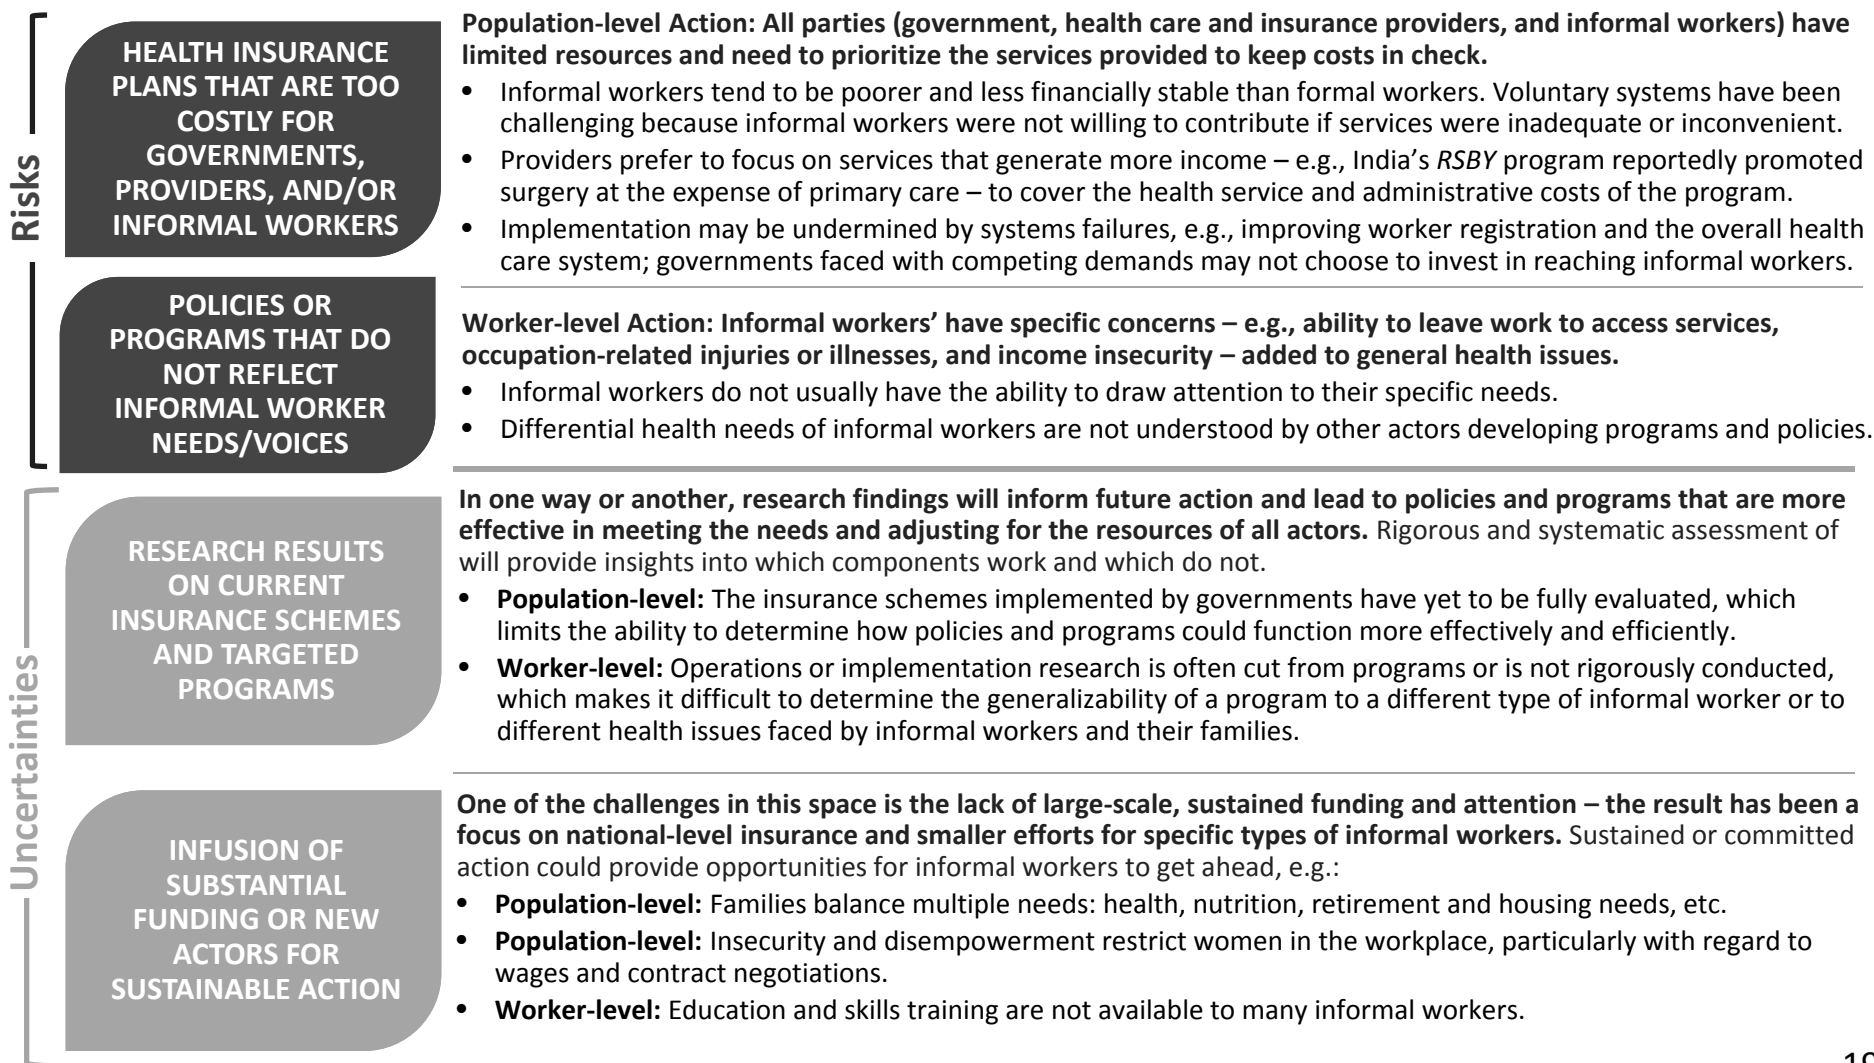 Risks
HEALTH INSURANCE
PLANS THAT ARE TOO
COSTLY FOR
GOVERNMENTS,
PROVIDERS, AND/OR
INFORMAL WORKERS
Population-level Action: All parties (government, health care and insurance providers, and informal workers) have
limited resources and need to prioritize the services provided to keep costs in check.
• Informal workers tend to be poorer and less financially stable than formal workers. Voluntary systems have been
challenging because informal workers were not willing to contribute if services were inadequate or inconvenient.
• Providers prefer to focus on services that generate more income – e.g., India's RSBY program reportedly promoted
surgery at the expense of primary care – to cover the health service and administrative costs of the program.
• Implementation may be undermined by systems failures, e.g., improving worker registration and the overall health
care system; governments faced with competing demands may not choose to invest in reaching informal workers.
POLICIES OR
PROGRAMS THAT DO
NOT REFLECT
INFORMAL WORKER
NEEDS/VOICES
Worker-level Action: Informal workers' have specific concerns – e.g., ability to leave work to access services,
occupation-related injuries or illnesses, and income insecurity – added to general health issues.
• Informal workers do not usually have the ability to draw attention to their specific needs.
• Differential health needs of informal workers are not understood by other actors developing programs and policies.
Uncertainties
RESEARCH RESULTS
ON CURRENT
INSURANCE SCHEMES
AND TARGETED
PROGRAMS
In one way or another, research findings will inform future action and lead to policies and programs that are more
effective in meeting the needs and adjusting for the resources of all actors. Rigorous and systematic assessment of
will provide insights into which components work and which do not.
• Population-level: The insurance schemes implemented by governments have yet to be fully evaluated, which
limits the ability to determine how policies and programs could function more effectively and efficiently.
• Worker-level: Operations or implementation research is often cut from programs or is not rigorously conducted,
which makes it difficult to determine the generalizability of a program to a different type of informal worker or to
different health issues faced by informal workers and their families.
INFUSION OF
SUBSTANTIAL
FUNDING OR NEW
ACTORS FOR
SUSTAINABLE ACTION
One of the challenges in this space is the lack of large-scale, sustained funding and attention – the result has been a
focus on national-level insurance and smaller efforts for specific types of informal workers. Sustained or committed
action could provide opportunities for informal workers to get ahead, e.g.:
• Population-level: Families balance multiple needs: health, nutrition, retirement and housing needs, etc.
• Population-level: Insecurity and disempowerment restrict women in the workplace, particularly with regard to
wages and contract negotiations.
• Worker-level: Education and skills training are not available to many informal workers.